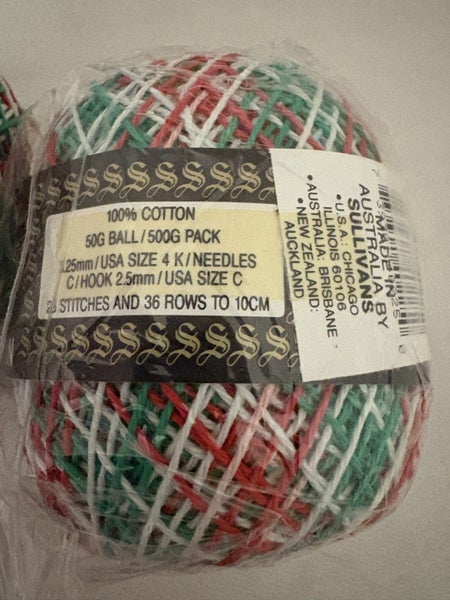 100% COTTON
50G BALL / 500G PACK
.25mm / USA SIZE 4 K / NEEDLES
C / HOOK 2.5mm / USA SIZE C
STITCHES AND 36 ROWS TO 10CM
MADE IN
AUSTRALIA BY
SULLIVANS
• U.S.A.: CHICAGO
ILLINOIS 60106
• AUSTRALIA: BRISBANE
• NEW ZEALAND:
AUCKLAND